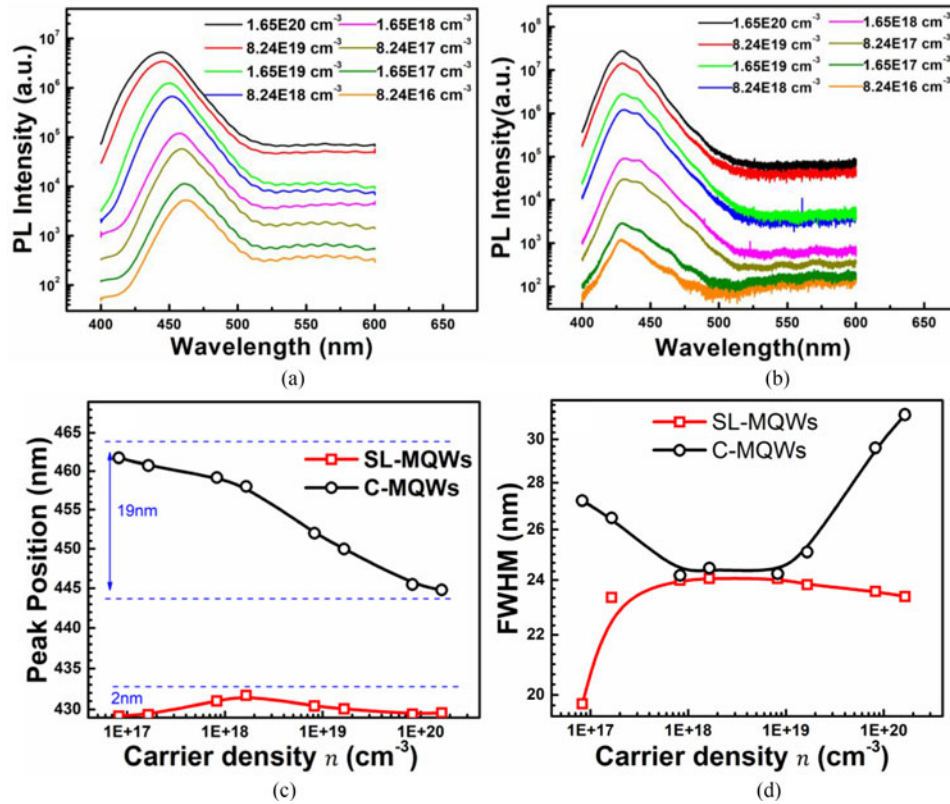 1.65E20 cm⁻³ 1.65E18 cm⁻³
8.24E19 cm⁻³ 8.24E17 cm⁻³
1.65E19 cm⁻³ 1.65E17 cm⁻³
8.24E18 cm⁻³ 8.24E16 cm⁻³
PL Intensity (a.u.)
10⁷
10⁶
10⁵
10⁴
10³
10²
400 450 500 550 600 650
Wavelength (nm)
(a)
1.65E20 cm⁻³ 1.65E18 cm⁻³
8.24E19 cm⁻³ 8.24E17 cm⁻³
1.65E19 cm⁻³ 1.65E17 cm⁻³
8.24E18 cm⁻³ 8.24E16 cm⁻³
PL Intensity(a.u.)
10⁸
10⁷
10⁶
10⁵
10⁴
10³
10²
400 450 500 550 600 650
Wavelength(nm)
(b)
SL-MQWs
C-MQWs
Peak Position (nm)
465
460
455
450
445
440
435
430
19nm
2nm
1E+17 1E+18 1E+19 1E+20
Carrier density n (cm⁻³)
(c)
SL-MQWs
C-MQWs
FWHM (nm)
30
28
26
24
22
20
1E+17 1E+18 1E+19 1E+20
Carrier density n (cm⁻³)
(d)